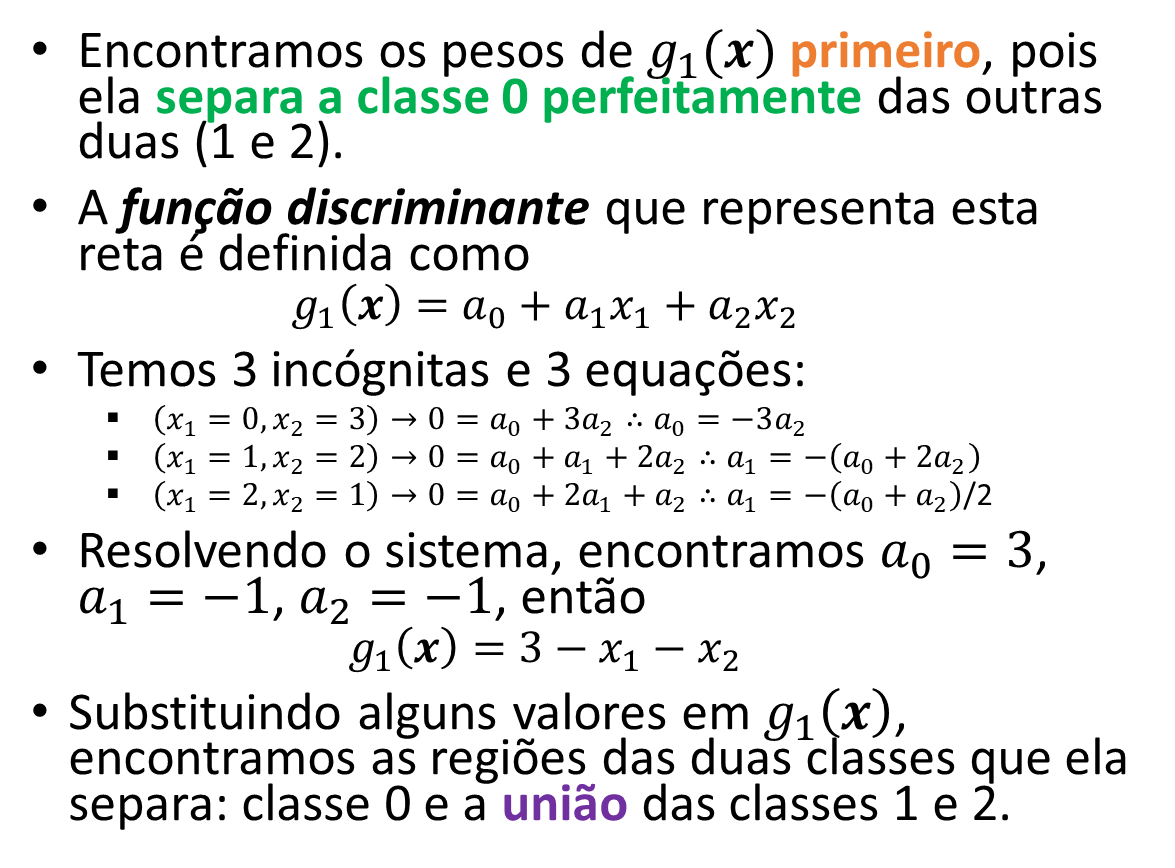 • Encontramos os pesos de g₁(x) primeiro, pois
ela separa a classe 0 perfeitamente das outras
duas (1 e 2).
• A função discriminante que representa esta
reta é definida como
g₁(x) = a₀ + a₁x₁ + a₂x₂
• Temos 3 incógnitas e 3 equações:
▪ (x₁ = 0, x₂ = 3) → 0 = a₀ + 3a₂ ∴ a₀ = −3a₂
▪ (x₁ = 1, x₂ = 2) → 0 = a₀ + a₁ + 2a₂ ∴ a₁ = −(a₀ + 2a₂)
▪ (x₁ = 2, x₂ = 1) → 0 = a₀ + 2a₁ + a₂ ∴ a₁ = −(a₀ + a₂)/2
• Resolvendo o sistema, encontramos a₀ = 3,
a₁ = −1, a₂ = −1, então
g₁(x) = 3 − x₁ − x₂
• Substituindo alguns valores em g₁(x),
encontramos as regiões das duas classes que ela
separa: classe 0 e a união das classes 1 e 2.